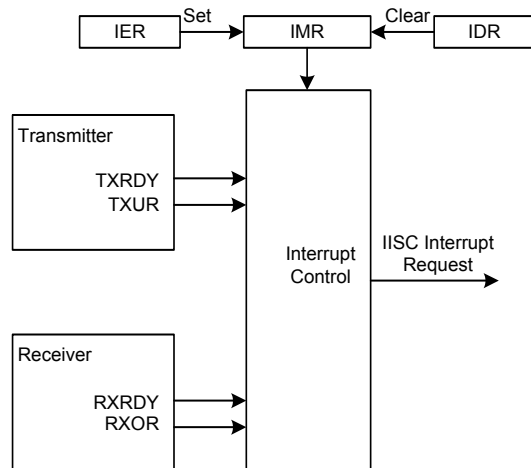 Set
Clear
IER
IMR
IDR
Transmitter
TXRDY
TXUR
Interrupt
Control
IISC Interrupt
Request
Receiver
RXRDY
RXOR